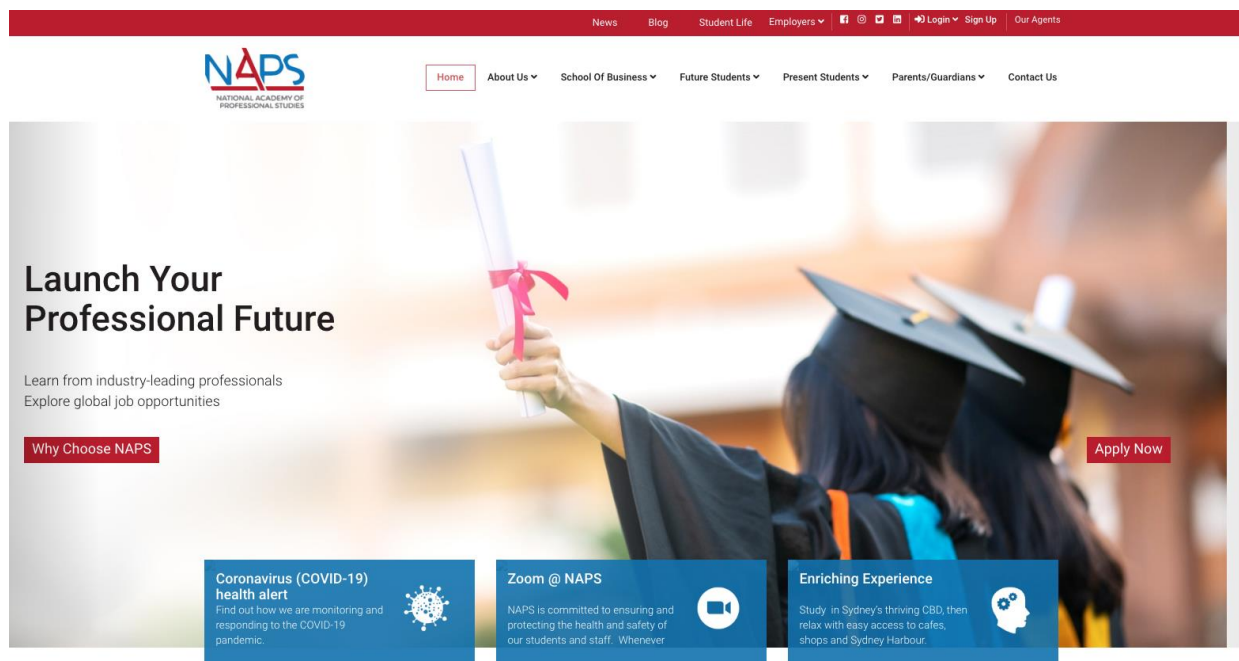 News Blog Student Life Employers Login Sign Up Our Agents
NAPS
NATIONAL ACADEMY OF
PROFESSIONAL STUDIES
Home About Us School Of Business Future Students Present Students Parents/Guardians Contact Us
Launch Your
Professional Future
Learn from industry-leading professionals
Explore global job opportunities
Why Choose NAPS
Apply Now
Coronavirus (COVID-19)
health alert
Find out how we are monitoring and
responding to the COVID-19
pandemic.
Zoom @ NAPS
NAPS is committed to ensuring and
protecting the health and safety of
our students and staff. Whenever
Enriching Experience
Study in Sydney's thriving CBD, then
relax with easy access to cafes,
shops and Sydney Harbour.